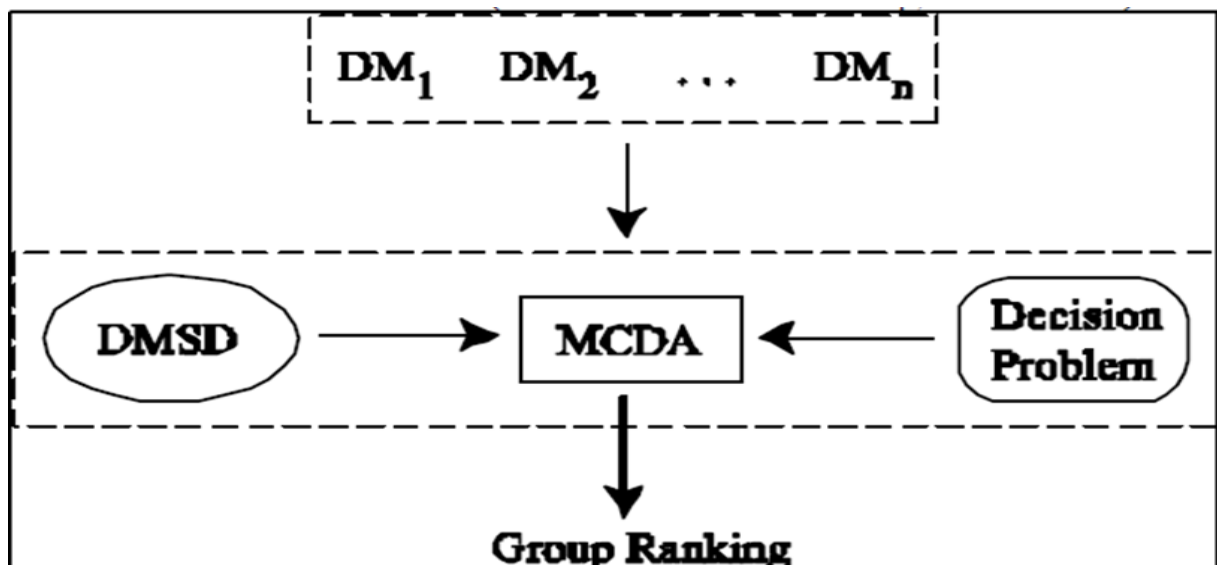 DM1 DM2 ... DMn
DMSD
MCDA
Decision
Problem
Group Ranking